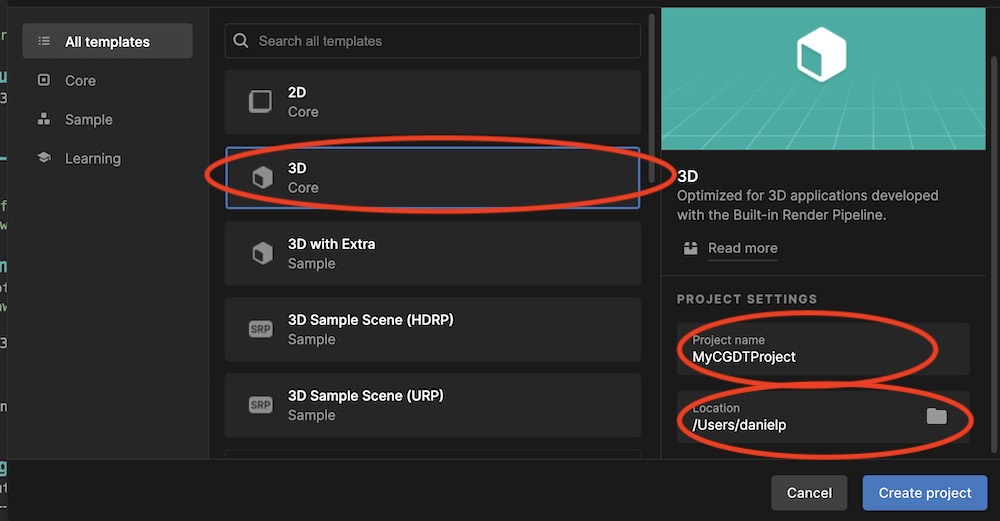 All templates
Core
Sample
Learning
Search all templates
2D
Core
3D
Core
3D with Extra
Sample
SRP
3D Sample Scene (HDRP)
Sample
SRP
3D Sample Scene (URP)
Sample
3D
Optimized for 3D applications developed
with the Built-in Render Pipeline.
Read more
PROJECT SETTINGS
Project name
MyCGDTProject
Location
/Users/danielp
Cancel
Create project